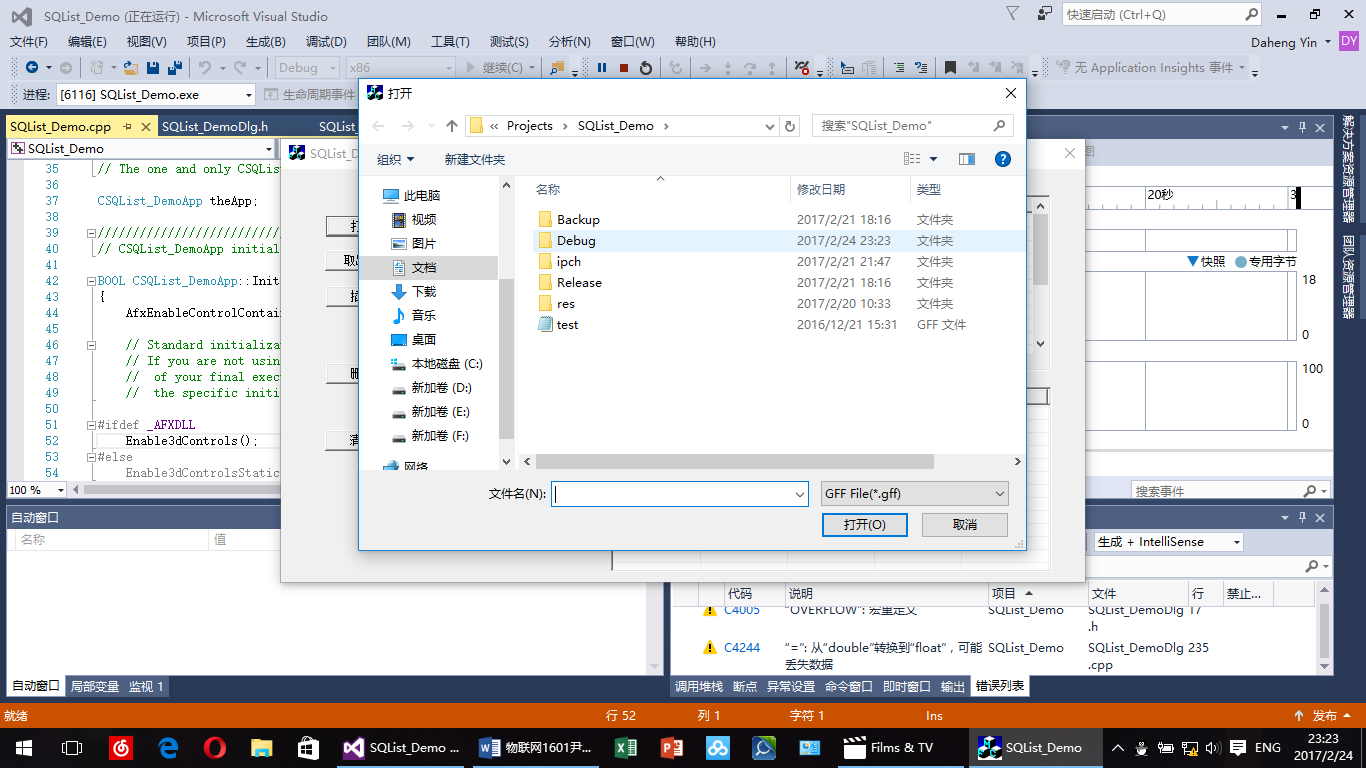 SQList_Demo (正在运行) - Microsoft Visual Studio
快速启动 (Ctrl+Q)
文件(F) 编辑(E) 视图(V) 项目(P) 生成(B) 调试(D) 团队(M) 工具(T) 测试(S) 分析(N) 窗口(W) 帮助(H)
Daheng Yin DY
Debug x86 继续(C) 无 Application Insights 事件
进程: [6116] SQList_Demo.exe 生命周期事件
打开
« Projects › SQList_Demo ›
搜索"SQList_Demo"
组织 新建文件夹
此电脑
视频
图片
文档
下载
音乐
桌面
本地磁盘 (C:)
新加卷 (D:)
新加卷 (E:)
新加卷 (F:)
网络
名称 修改日期 类型
Backup 2017/2/21 18:16 文件夹
Debug 2017/2/24 23:23 文件夹
ipch 2017/2/21 21:47 文件夹
Release 2017/2/21 18:16 文件夹
res 2017/2/20 10:33 文件夹
test 2016/12/21 15:31 GFF 文件
文件名(N):
GFF File(*.gff)
打开(O) 取消
SQList_Demo.cpp SQList_DemoDlg.h
SQList_Demo
35 // The one and only
36
37 CSQList_DemoApp theApp;
38
39 //////////////////////////
40 // CSQList_DemoApp
41
42 BOOL CSQList_DemoApp::
43 {
44
45
46 // Standard
47 // If you are not
48 // of your final
49 // the specific
50
51 #ifdef _AFXDLL
52 Enable3dControls();
53 #else
54
100 %
20秒
快照 专用字节
18
0
100
0
搜索事件
解决方案资源管理器
团队资源管理器
自动窗口
名称 值
自动窗口 局部变量 监视 1
生成 + IntelliSense
代码 说明 项目 文件 行 禁止...
C4005 "OVERFLOW": 宏重定义 SQList_Demo SQList_DemoDlg.h 17
C4244 "=": 从"double"转换到"float"，可能丢失数据 SQList_Demo SQList_DemoDlg.cpp 235
调用堆栈 断点 异常设置 命令窗口 即时窗口 输出 错误列表
就绪 行 52 列 1 字符 1 Ins 发布
SQList_Demo ... 物联网1601尹... Films & TV SQList_Demo
ENG
23:23
2017/2/24